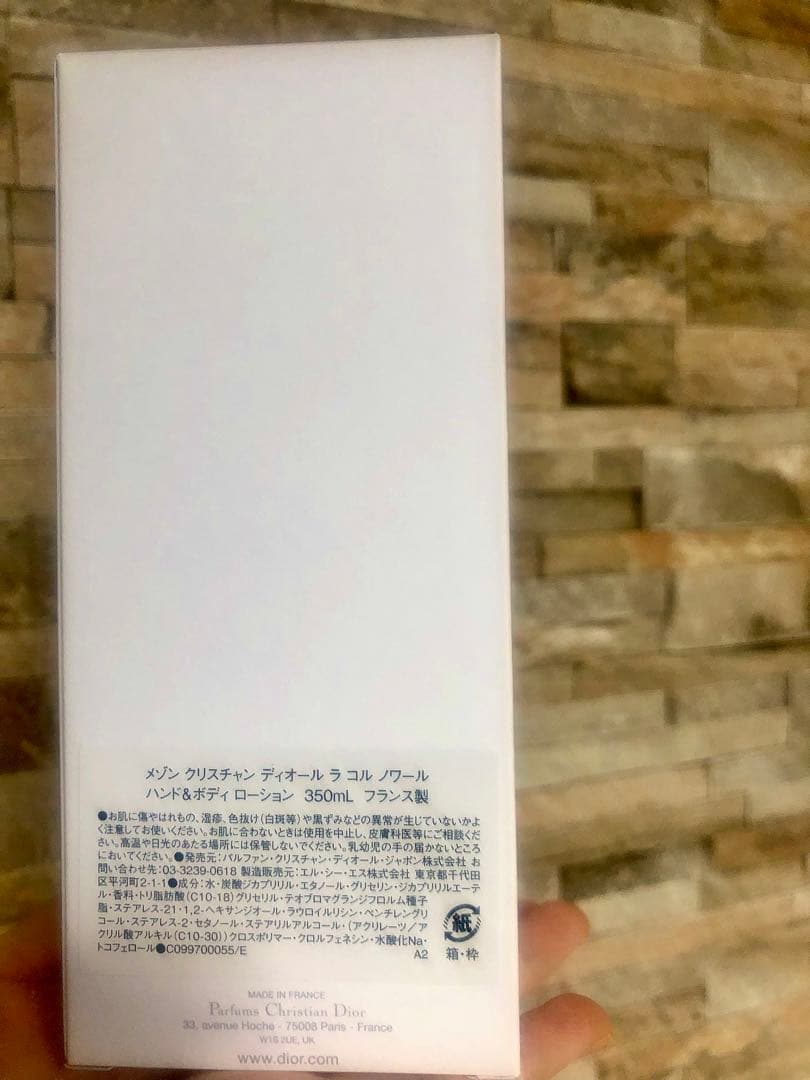 メゾン クリスチャン ディオール ラ コル ノワール
ハンド&ボディ ローション 350mL フランス製
●お肌に傷やはれもの、湿疹、色抜け(白斑等)や黒ずみなどの異常が生じていないかよ
く注意してお使いください。お肌に合わないときは使用を中止し、皮膚科医等にご相談くだ
さい。高温や日光のあたる場所には保管しないでください。乳幼児の手の届かないところ
においてください。●発売元:パルファン・クリスチャン・ディオール・ジャポン株式会社 お
問い合わせ先:03-3239-0618 製造販売元:エル・シー・エス株式会社 東京都千代田
区平河町2-1-1●成分:水・炭酸ジカプリリル・エタノール・グリセリン・ジカプリリルエーテ
ル・香料・トリ脂肪酸(C10-18)グリセリル・テオブロマグランジフロルム種子
脂・ステアレス-21・1,2-ヘキサンジオール・ラウロイルリシン・ペンチレングリ
コール・ステアレス-2・セタノール・ステアリルアルコール・(アクリレーツ/ア
クリル酸アルキル(C10-30))クロスポリマー・クロルフェネシン・水酸化Na・
トコフェロール●C099700055/E A2
紙
箱・枠
MADE IN FRANCE
Parfums Christian Dior
33, avenue Hoche - 75008 Paris - France
W1S 2UE, UK
www.dior.com